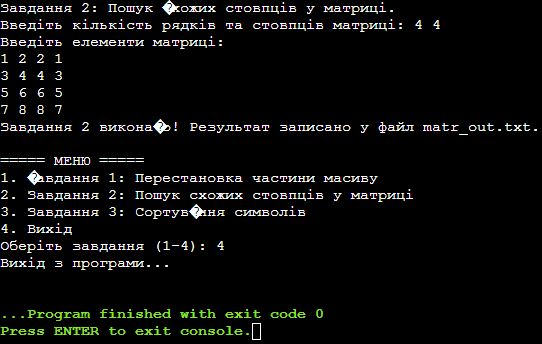 Завдання 2: Пошук �хожих стовпців у матриці.
Введіть кількість рядків та стовпців матриці: 4 4
Введіть елементи матриці:
1 2 2 1
3 4 4 3
5 6 6 5
7 8 8 7
Завдання 2 викона�о! Результат записано у файл matr_out.txt.
===== МЕНЮ =====
1. �авдання 1: Перестановка частини масиву
2. Завдання 2: Пошук схожих стовпців у матриці
3. Завдання 3: Сортув�ння символів
4. Вихід
Оберіть завдання (1-4): 4
Вихід з програми...
...Program finished with exit code 0
Press ENTER to exit console.